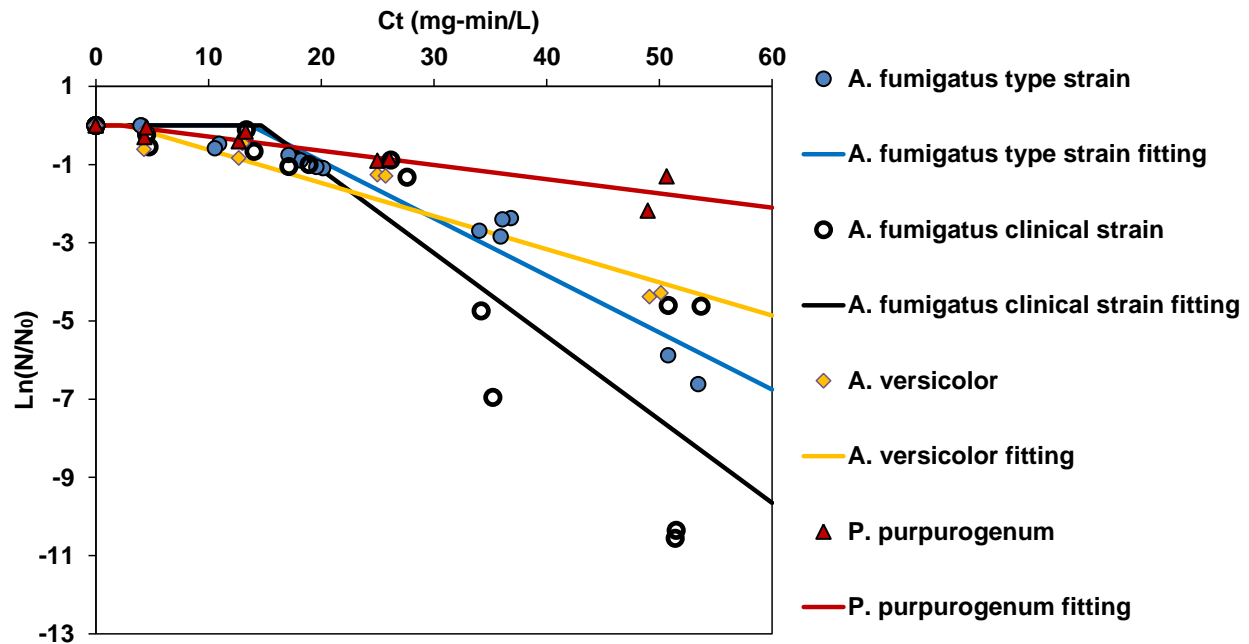 Ct (mg-min/L)
0 10 20 30 40 50 60
1
-1
-3
-5
-7
-9
-11
-13
Ln(N/N₀)
A. fumigatus type strain
A. fumigatus type strain fitting
A. fumigatus clinical strain
A. fumigatus clinical strain fitting
A. versicolor
A. versicolor fitting
P. purpurogenum
P. purpurogenum fitting